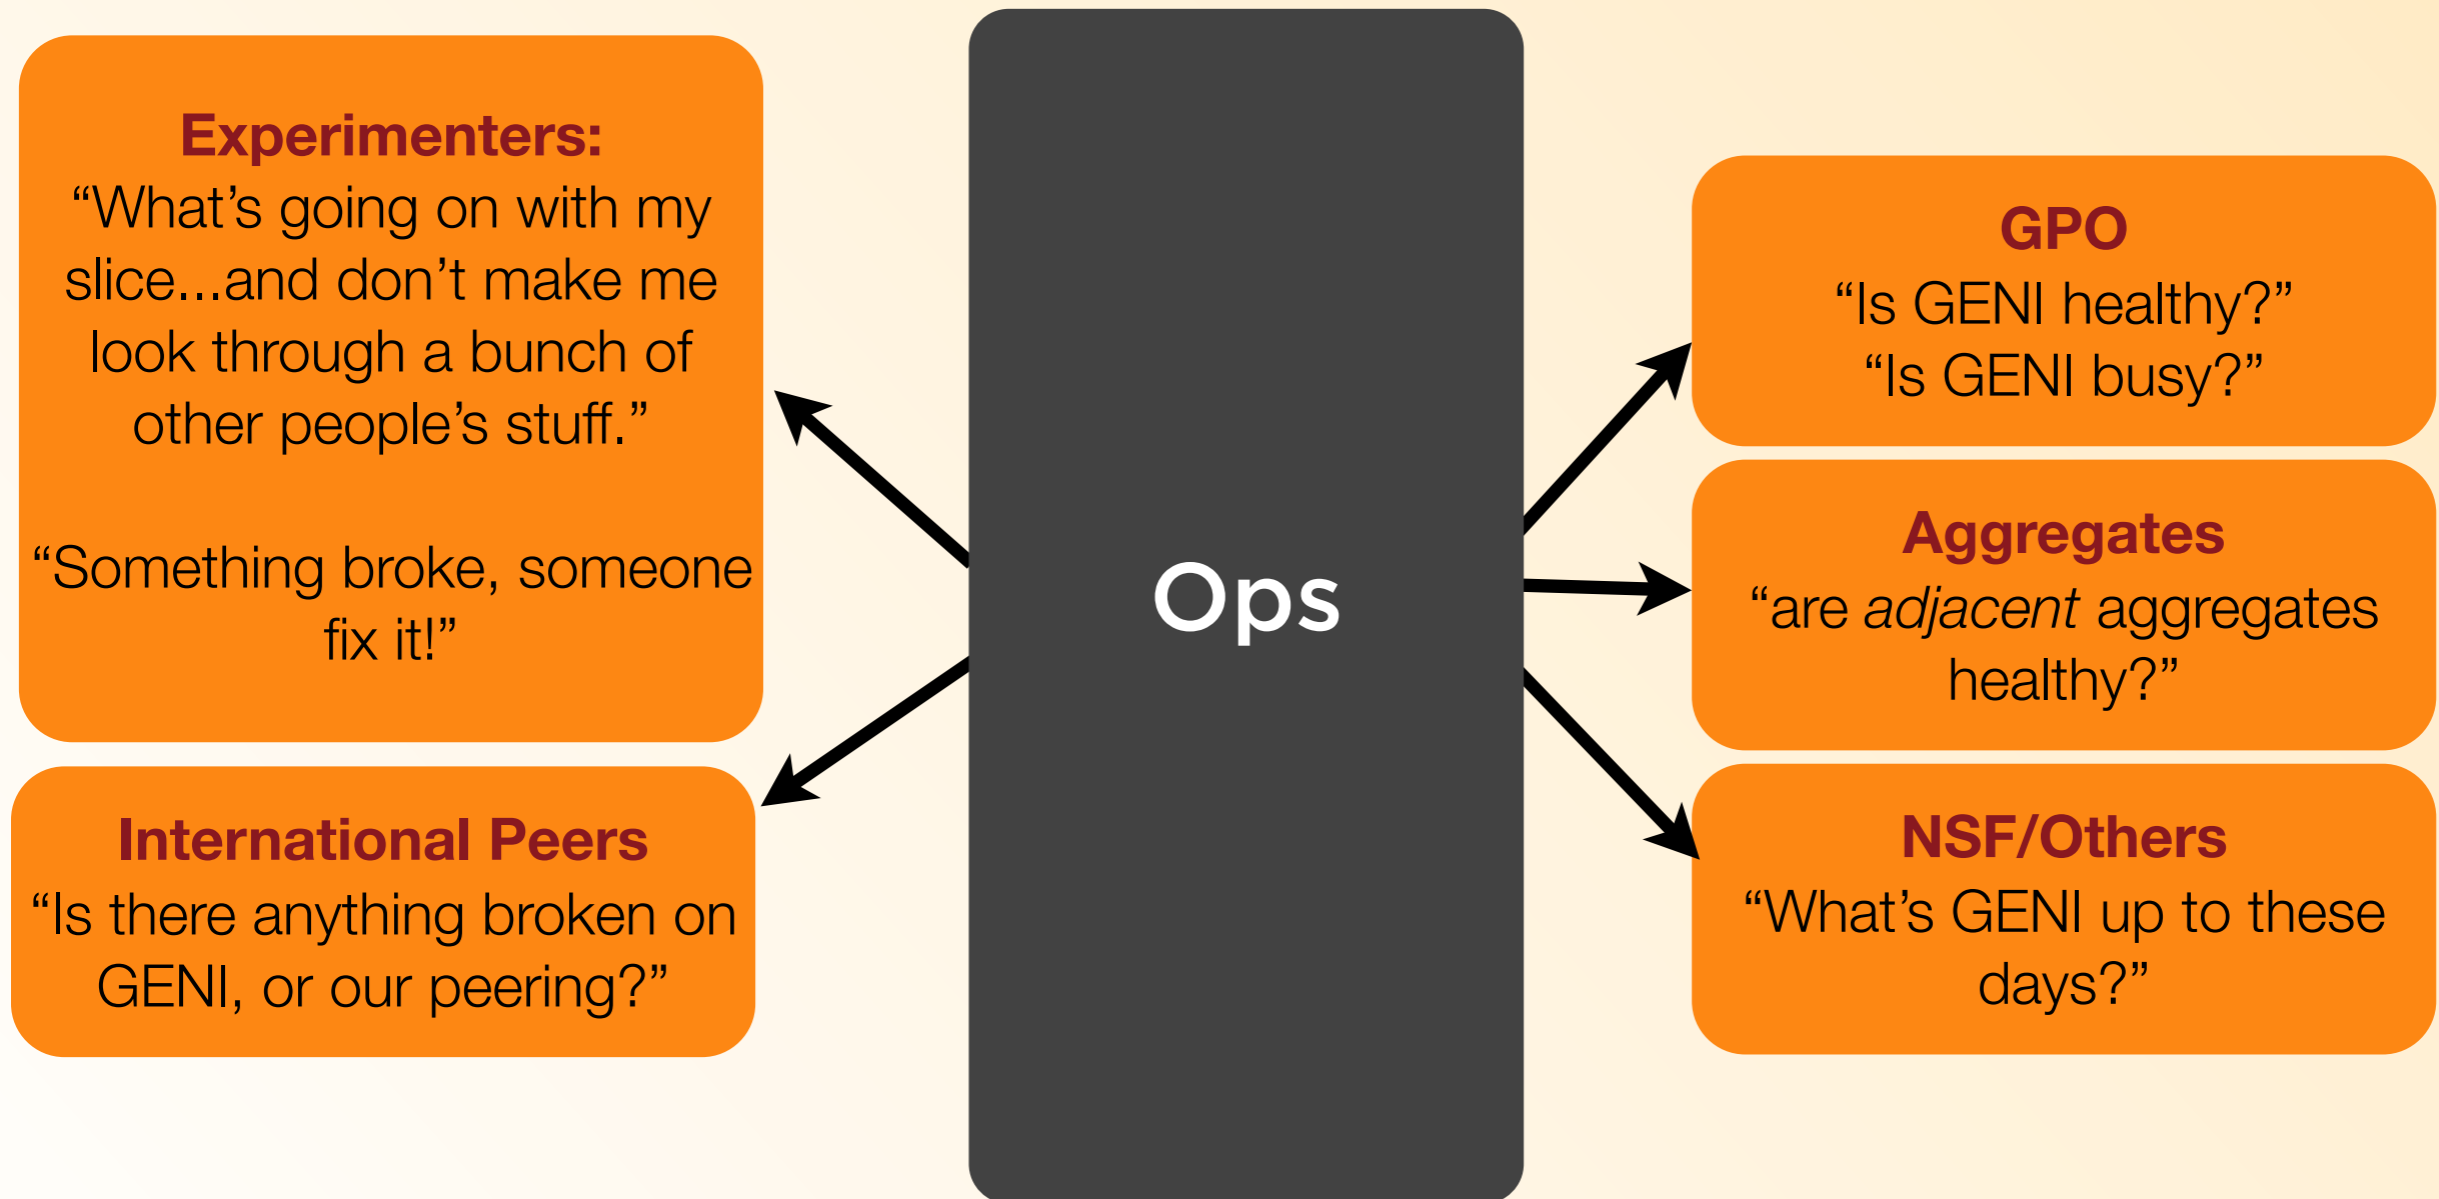 Experimenters:
“What’s going on with my
slice...and don’t make me
look through a bunch of
other people’s stuff.”
“Something broke, someone
fix it!”
International Peers
“Is there anything broken on
GENI, or our peering?”
Ops
GPO
“Is GENI healthy?”
“Is GENI busy?”
Aggregates
“are adjacent aggregates
healthy?”
NSF/Others
“What’s GENI up to these
days?”